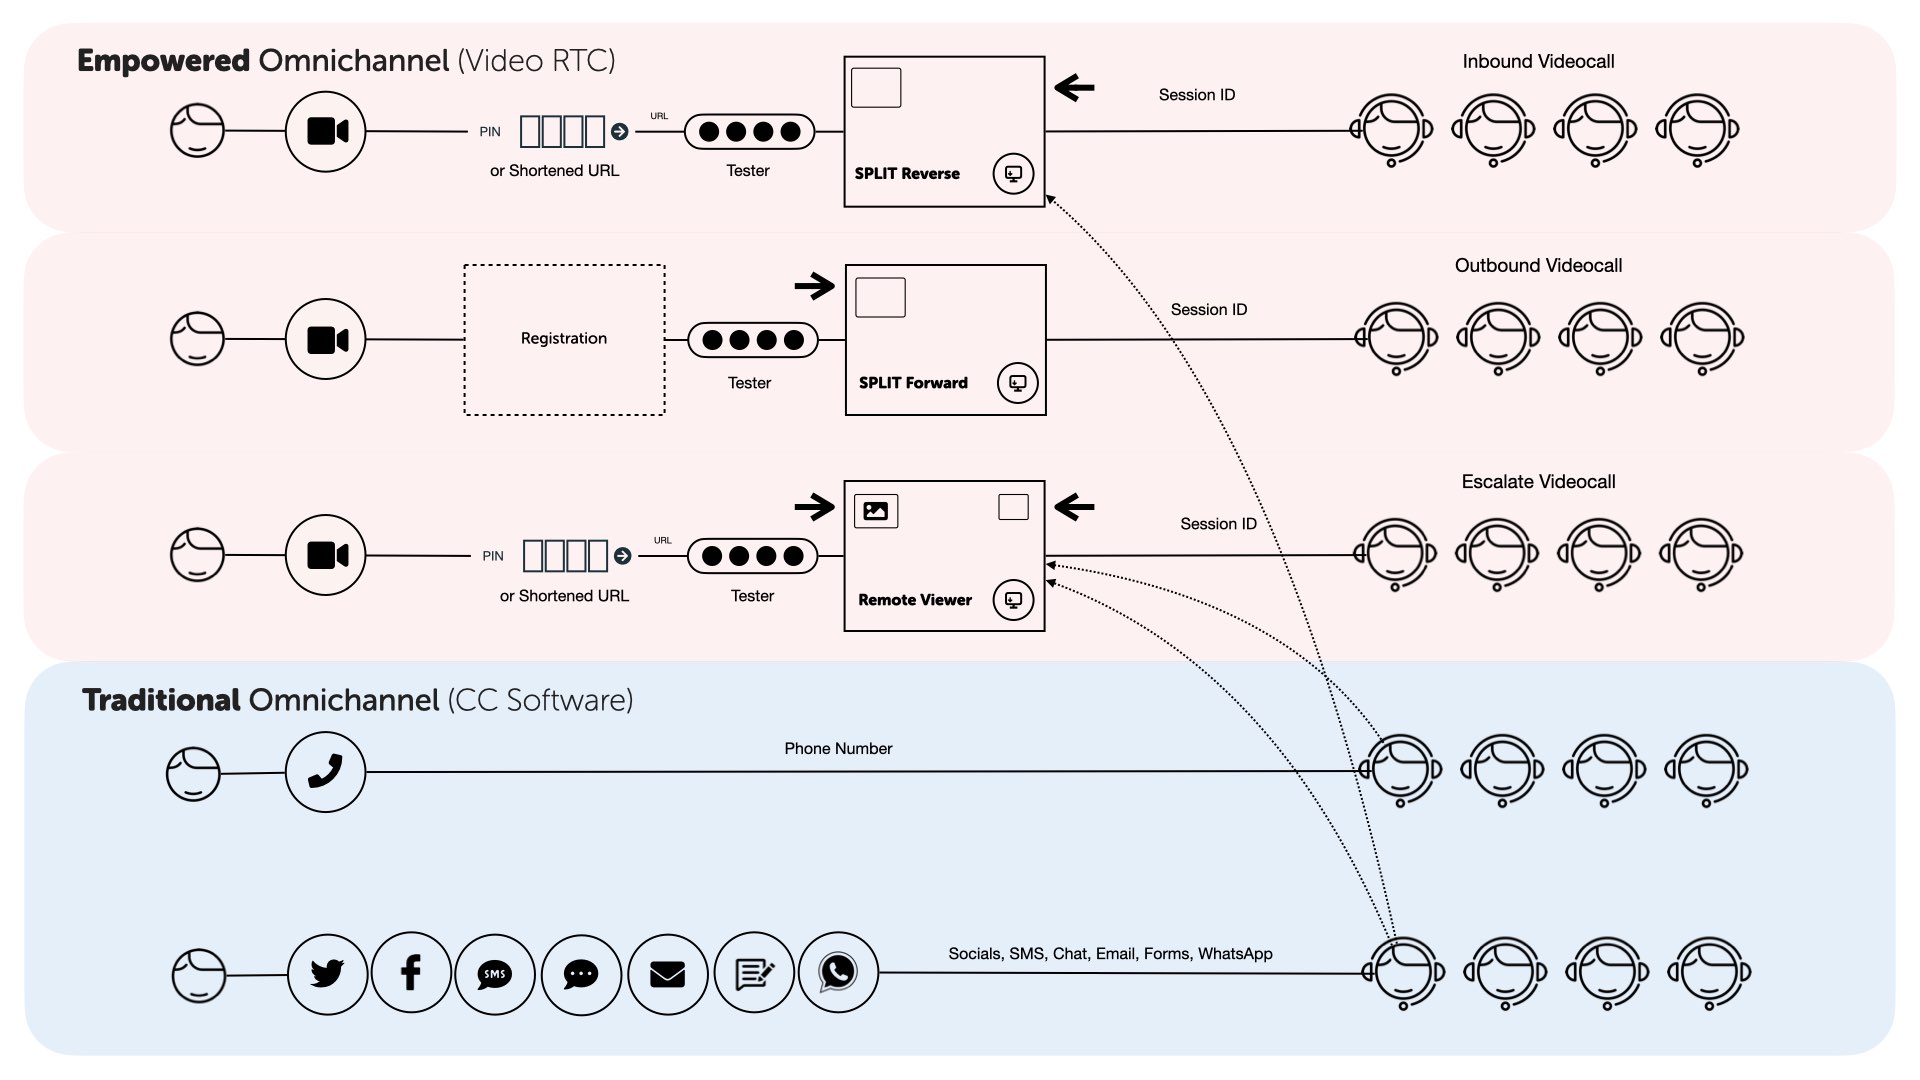 Empowered Omnichannel (Video RTC)
Inbound Videocall
Session ID
PIN
URL
or Shortened URL
Tester
SPLIT Reverse
Outbound Videocall
Session ID
Registration
Tester
SPLIT Forward
Escalate Videocall
Session ID
PIN
URL
or Shortened URL
Tester
Remote Viewer
Traditional Omnichannel (CC Software)
Phone Number
Socials, SMS, Chat, Email, Forms, WhatsApp
SMS